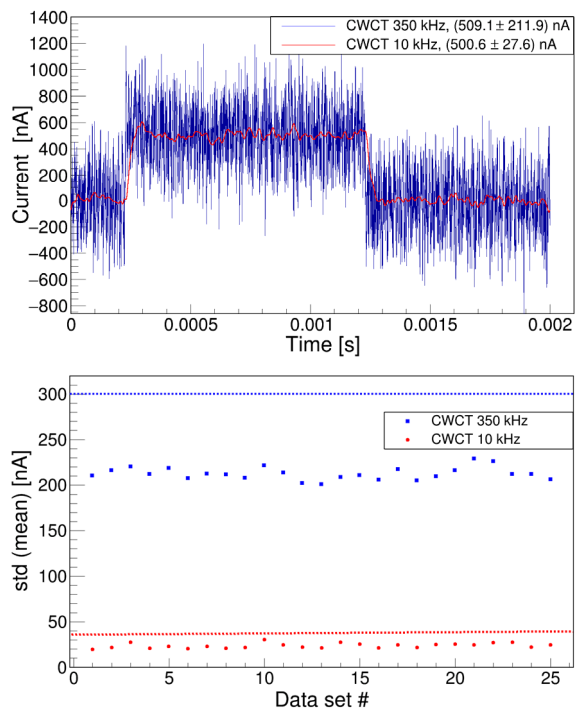 1400
1200
1000
800
600
400
200
0
−200
−400
−600
−800
Current [nA]
CWCT 350 kHz, (509.1± 211.9) nA
CWCT 10 kHz, (500.6 ± 27.6) nA
0 0.0005 0.001 0.0015 0.002
Time [s]
300
250
200
150
100
50
0
std (mean) [nA]
CWCT 350 kHz
CWCT 10 kHz
0 5 10 15 20 25
Data set #